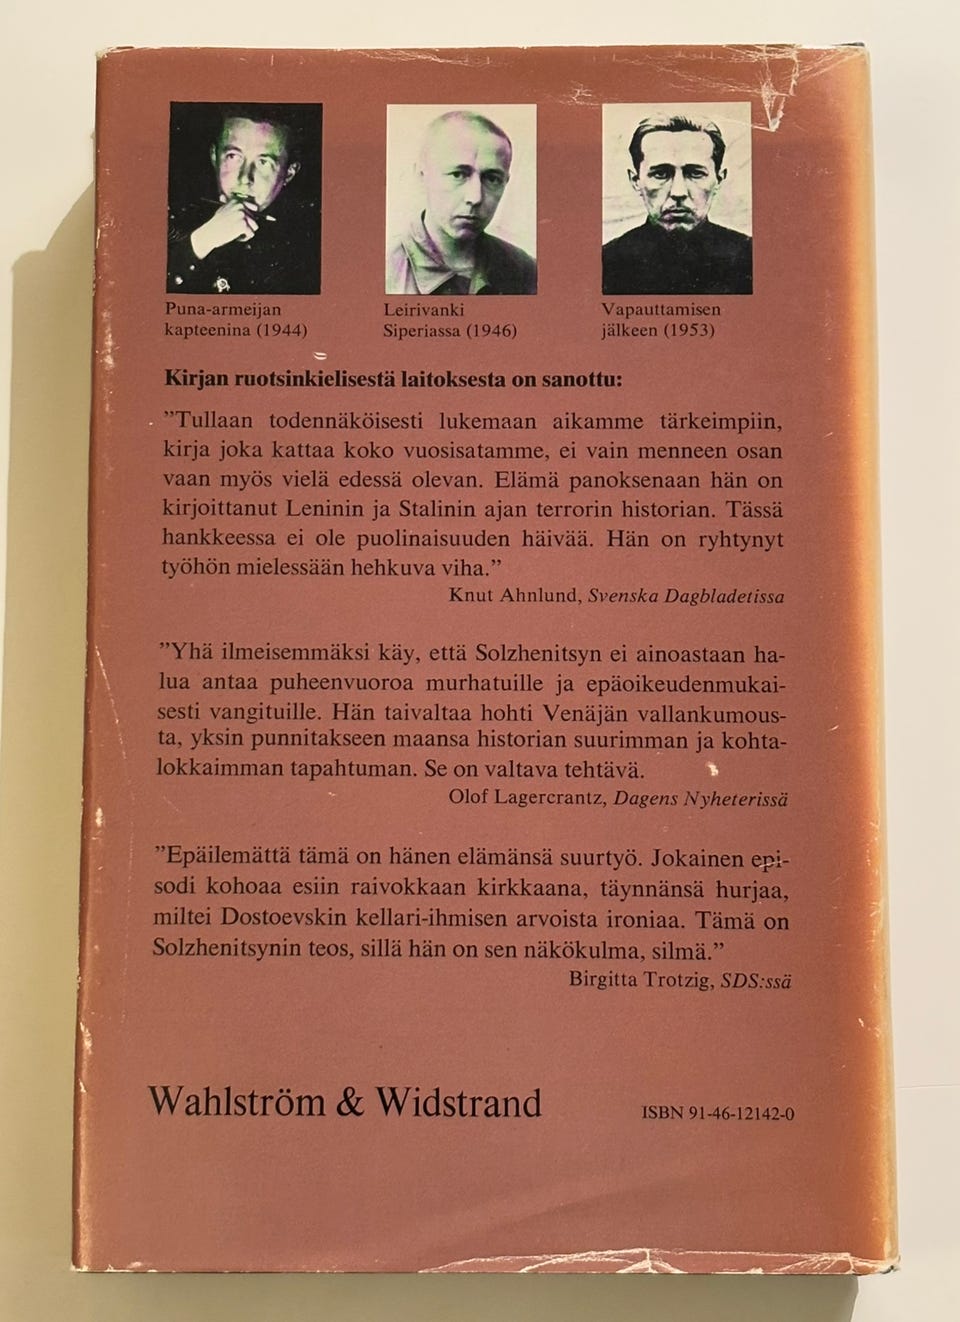 Puna-armeijan
kapteenina (1944)
Leirivanki
Siperiassa (1946)
Vapauttamisen
jälkeen (1953)
Kirjan ruotsinkielisestä laitoksesta on sanottu:
”Tullaan todennäköisesti lukemaan aikamme tärkeimpiin,
kirja joka kattaa koko vuosisatamme, ei vain menneen osan
vaan myös vielä edessä olevan. Elämä panoksenaan hän on
kirjoittanut Leninin ja Stalinin ajan terrorin historian. Tässä
hankkeessa ei ole puolinaisuuden häivää. Hän on ryhtynyt
työhön mielessään hehkuva viha.”
Knut Ahnlund, Svenska Dagbladetissa
”Yhä ilmeisemmäksi käy, että Solzhenitsyn ei ainoastaan ha-
lua antaa puheenvuoroa murhatuille ja epäoikeudenmukai-
sesti vangituille. Hän taivaltaa hohti Venäjän vallankumous-
ta, yksin punnitakseen maansa historian suurimman ja kohta-
lokkaimman tapahtuman. Se on valtava tehtävä.
Olof Lagercrantz, Dagens Nyheterissä
”Epäilemättä tämä on hänen elämänsä suurtyö. Jokainen epi-
sodi kohoaa esiin raivokkaan kirkkaana, täynnänsä hurjaa,
miltei Dostoevskin kellari-ihmisen arvoista ironiaa. Tämä on
Solzhenitsynin teos, sillä hän on sen näkökulma, silmä.”
Birgitta Trotzig, SDS:ssä
Wahlström & Widstrand
ISBN 91-46-12142-0